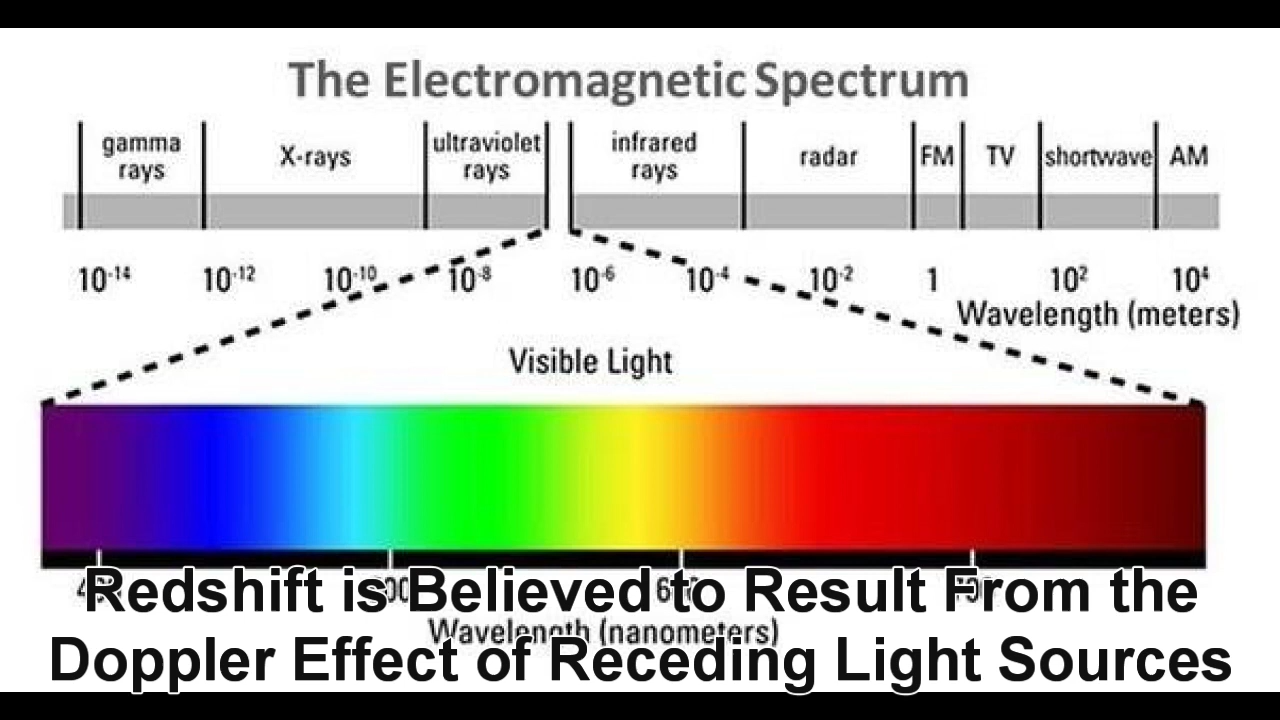 The Electromagnetic Spectrum
gamma rays X-rays ultraviolet rays infrared rays radar FM TV shortwave AM
10⁻¹⁴ 10⁻¹² 10⁻¹⁰ 10⁻⁸ 10⁻⁶ 10⁻⁴ 10⁻² 1 10² 10⁴
Wavelength (meters)
Visible Light
Wavelength (nanometers)
Redshift is Believed to Result From the
Doppler Effect of Receding Light Sources